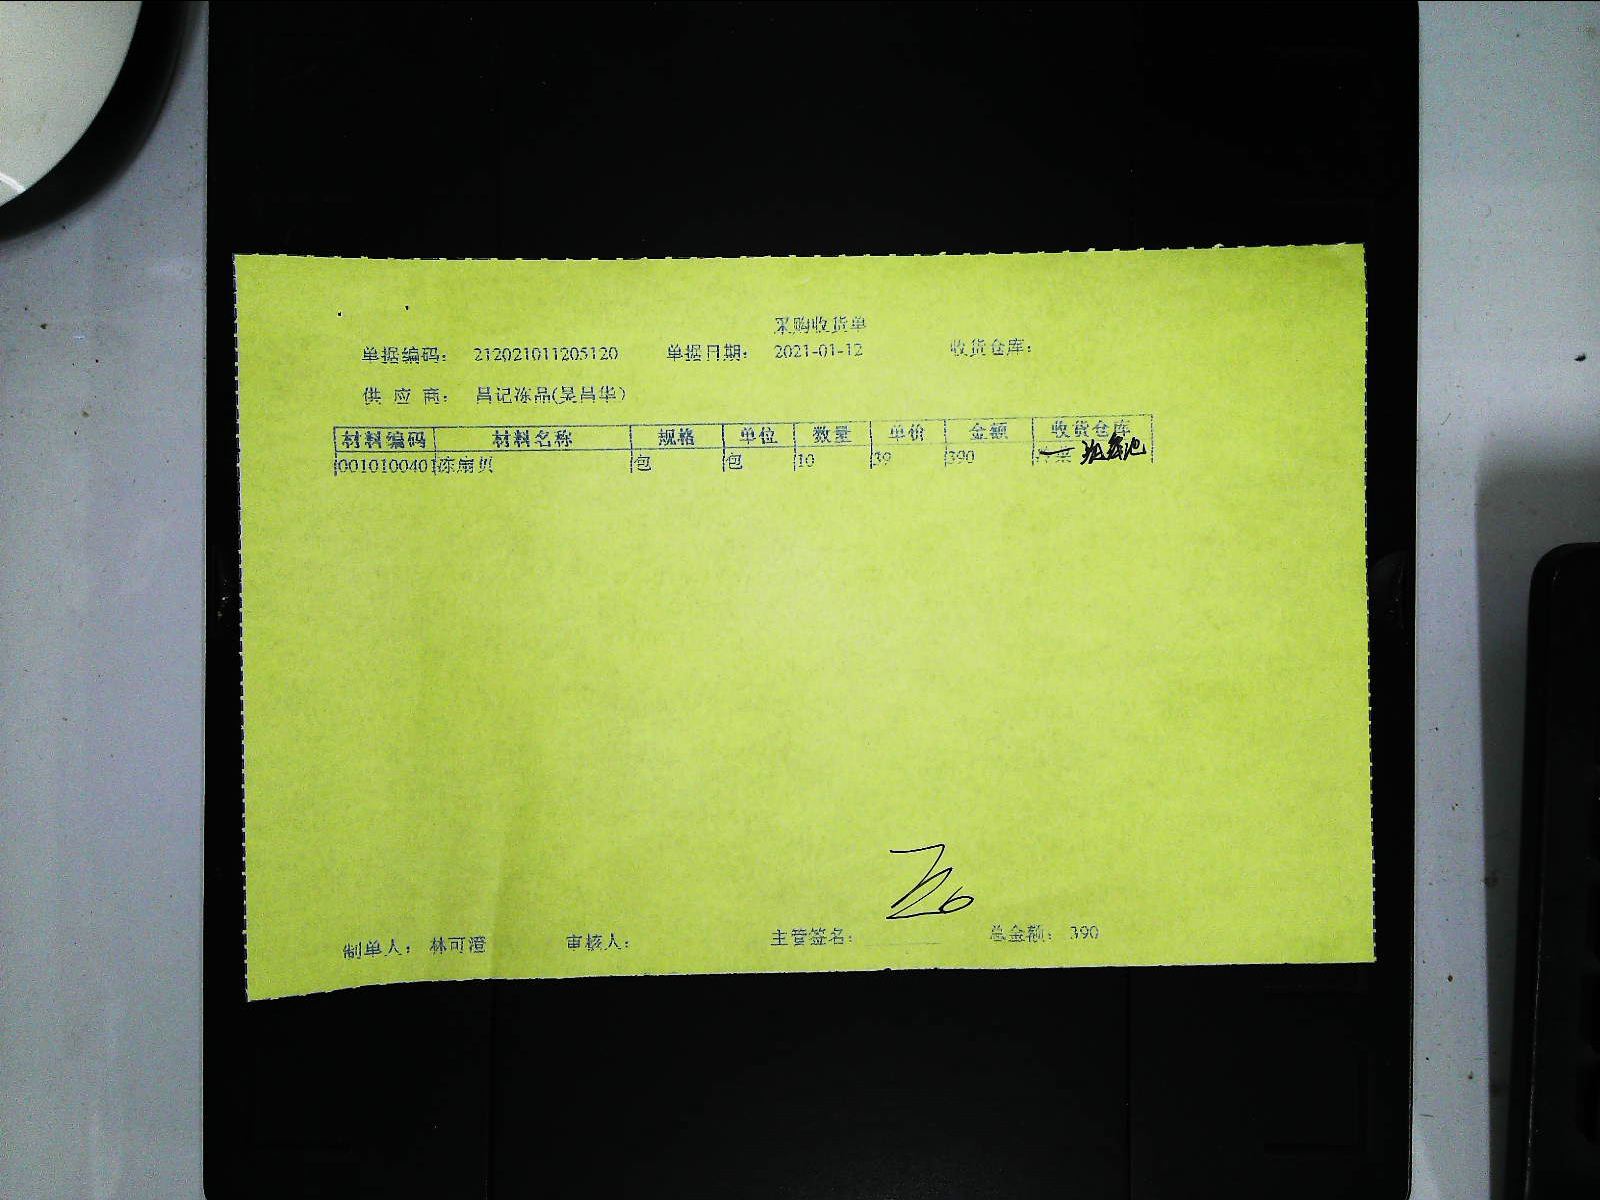 采购收货单
单据编码: 212021011205120 单据日期: 2021-01-12 收货仓库:
供应商: 昌记冻品(吴昌华)
材料编码 材料名称 规格 单位 数量 单价 金额 收货仓库
0010100401 冻扇贝 包 包 10 39 390
制单人: 林可澄 审核人: 主管签名: 总金额: 390